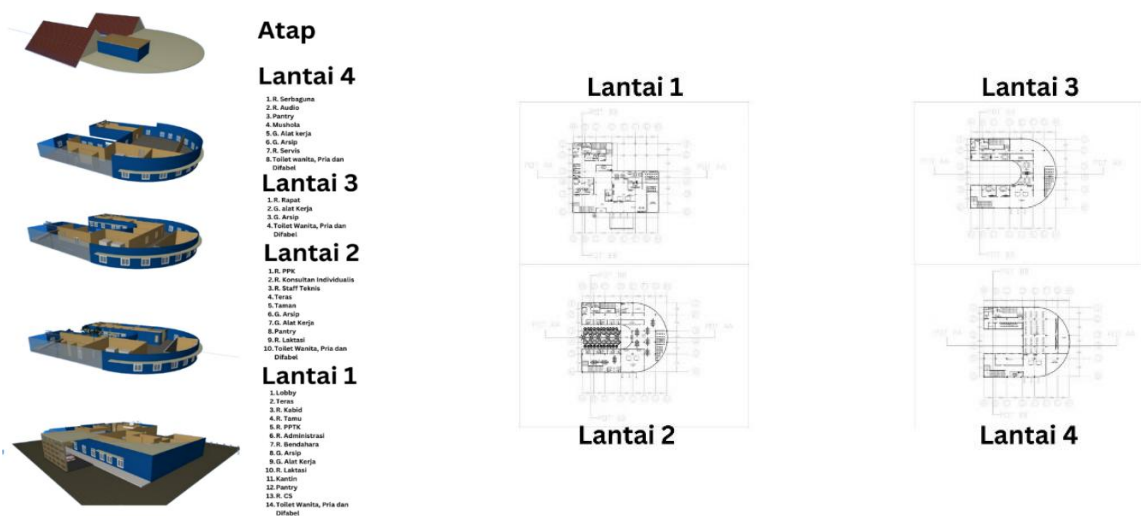 Atap
Lantai 4
1. R. Serbaguna
2. R. Audio
3. Pantry
4. Mushola
5. G. Alat kerja
6. G. Arsip
7. R. Servis
8. Toilet wanita, Pria dan
Difabel
Lantai 3
1. R. Rapat
2. G. alat Kerja
3. G. Arsip
4. Toilet Wanita, Pria dan
Difabel
Lantai 2
1. R. PPK
2. R. Konsultan Individualis
3. R. Staff Teknis
4. Teras
5. Taman
6. G. Arsip
7. G. Alat Kerja
8. Pantry
9. R. Laktasi
10. Toilet Wanita, Pria dan
Difabel
Lantai 1
1. Lobby
2. Teras
3. R. Kabid
4. R. Tamu
5. R. PPTK
6. R. Administrasi
7. R. Bendahara
8. G. Arsip
9. G. Alat Kerja
10. R. Laktasi
11. Kantin
12. Pantry
13. R. CS
14. Toilet Wanita, Pria dan
Difabel
Lantai 1
Lantai 2
Lantai 3
Lantai 4